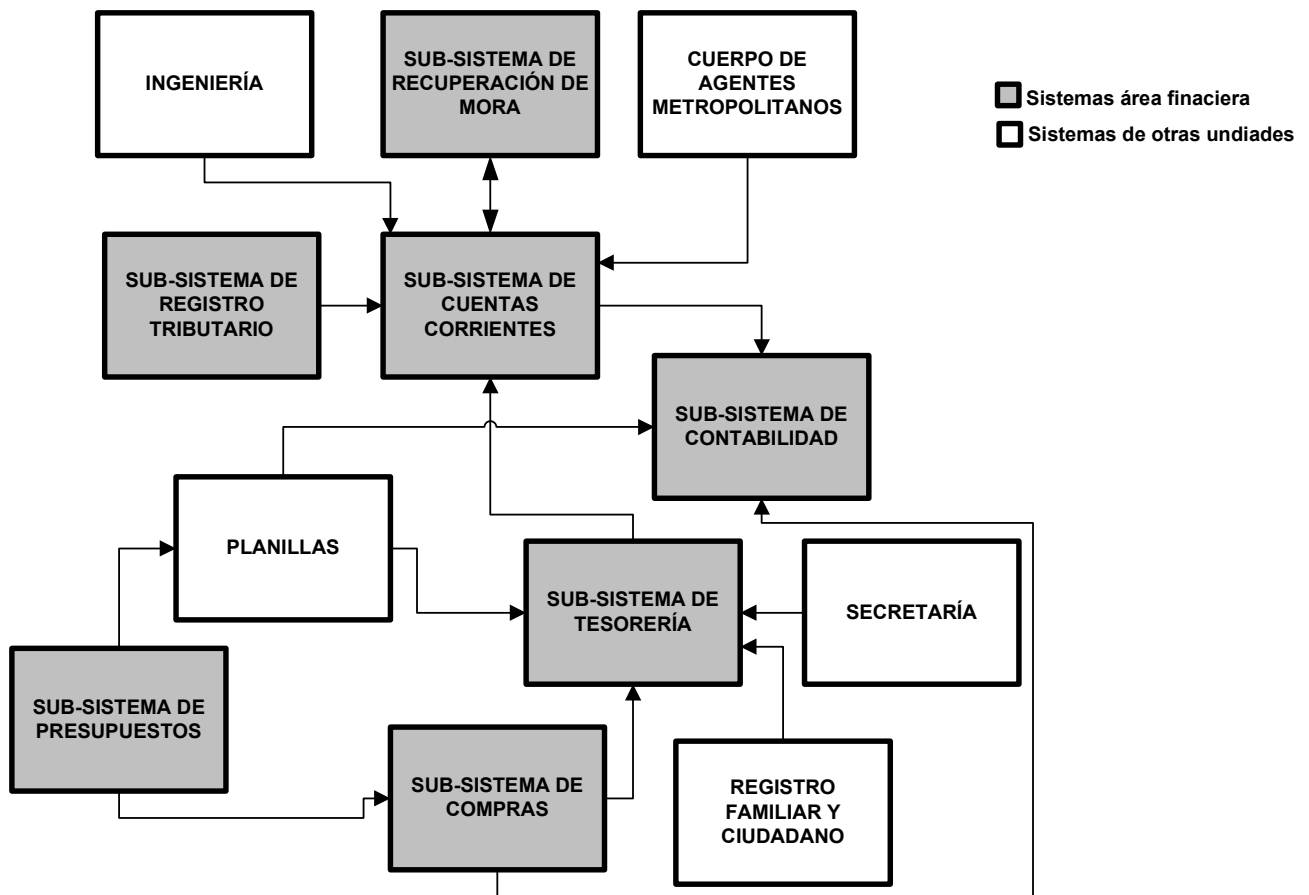 INGENIERÍA
SUB-SISTEMA DE
RECUPERACIÓN DE
MORA
CUERPO DE
AGENTES
METROPOLITANOS
Sistemas área finaciera
Sistemas de otras undiades
SUB-SISTEMA DE
REGISTRO
TRIBUTARIO
SUB-SISTEMA DE
CUENTAS
CORRIENTES
SUB-SISTEMA DE
CONTABILIDAD
PLANILLAS
SUB-SISTEMA DE
TESORERÍA
SECRETARÍA
SUB-SISTEMA DE
PRESUPUESTOS
SUB-SISTEMA DE
COMPRAS
REGISTRO
FAMILIAR Y
CIUDADANO